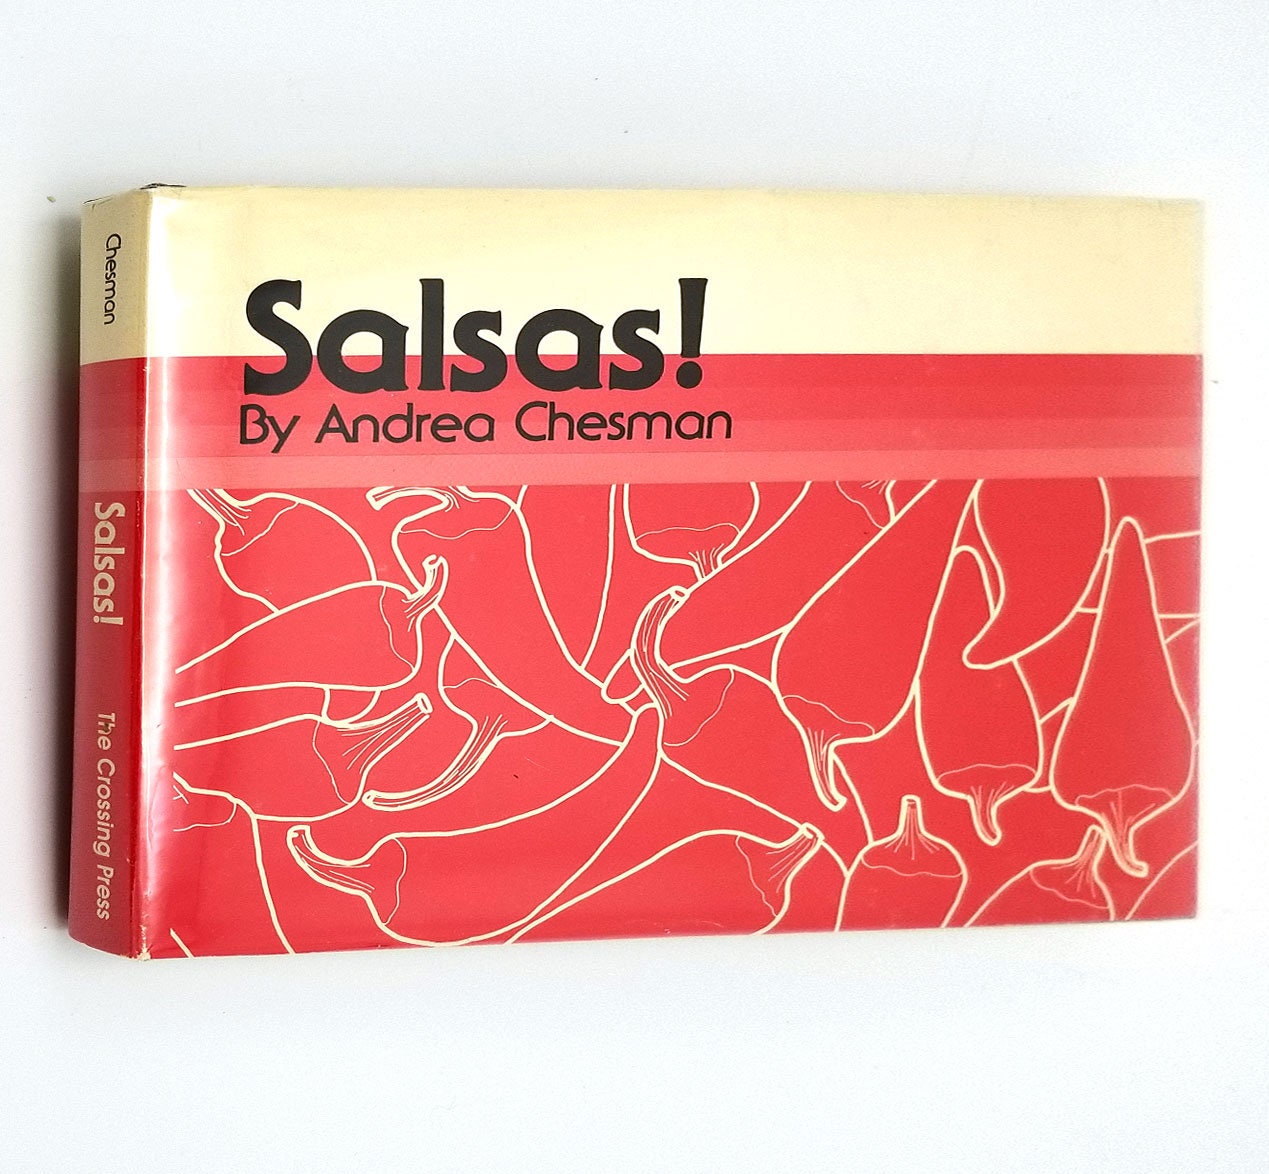 Chesman
Salsas!
The Crossing Press
Salsas!
By Andrea Chesman